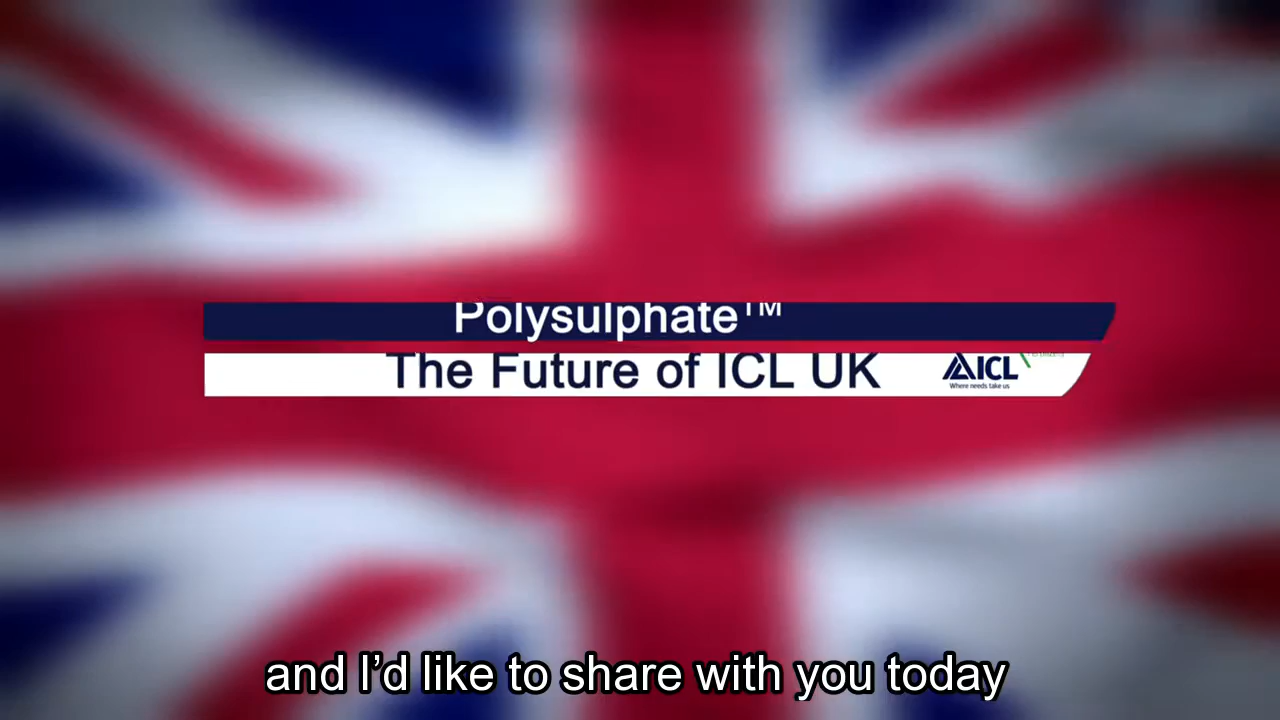 Polysulphate™
The Future of ICL UK
ICL
Where needs take us
and I’d like to share with you today